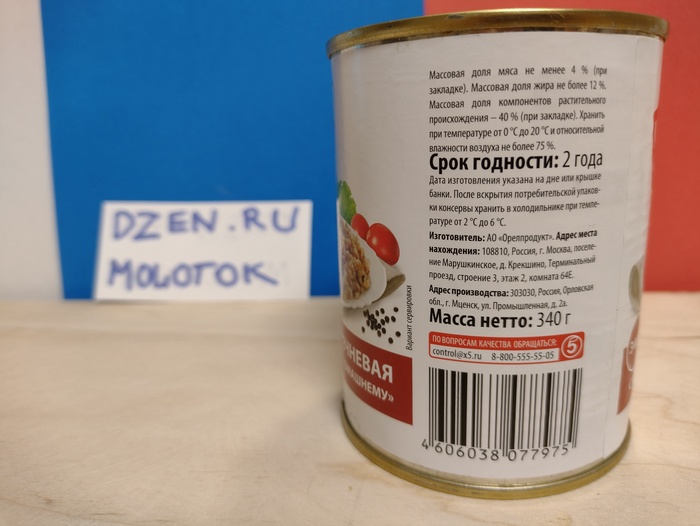 DZEN.RU
MOLOTOK
Массовая доля мяса не менее 4 % (при
закладке). Массовая доля жира не более 12 %.
Массовая доля компонентов растительного
происхождения – 40 % (при закладке). Хранить
при температуре от 0 °С до 20 °С и относительной
влажности воздуха не более 75 %.
Срок годности: 2 года
Дата изготовления указана на дне или крышке
банки. После вскрытия потребительской упаков-
ки консервы хранить в холодильнике при темпе-
ратуре от 2 °С до 6 °С.
Изготовитель: АО «Орелпродукт». Адрес места
нахождения: 108810, Россия, г. Москва, поселе-
ние Марушкинское, д. Крекшино, Терминальный
проезд, строение 3, этаж 2, комната 64Е.
Адрес производства: 303030, Россия, Орловская
обл., г. Мценск, ул. Промышленная, д. 2а.
Масса нетто: 340 г
ПО ВОПРОСАМ КАЧЕСТВА ОБРАЩАТЬСЯ:
control@x5.ru 8-800-555-55-05
5
4 606038 077975
Вариант сервировки
ЧНЕВАЯ
МАШНЕМУ»